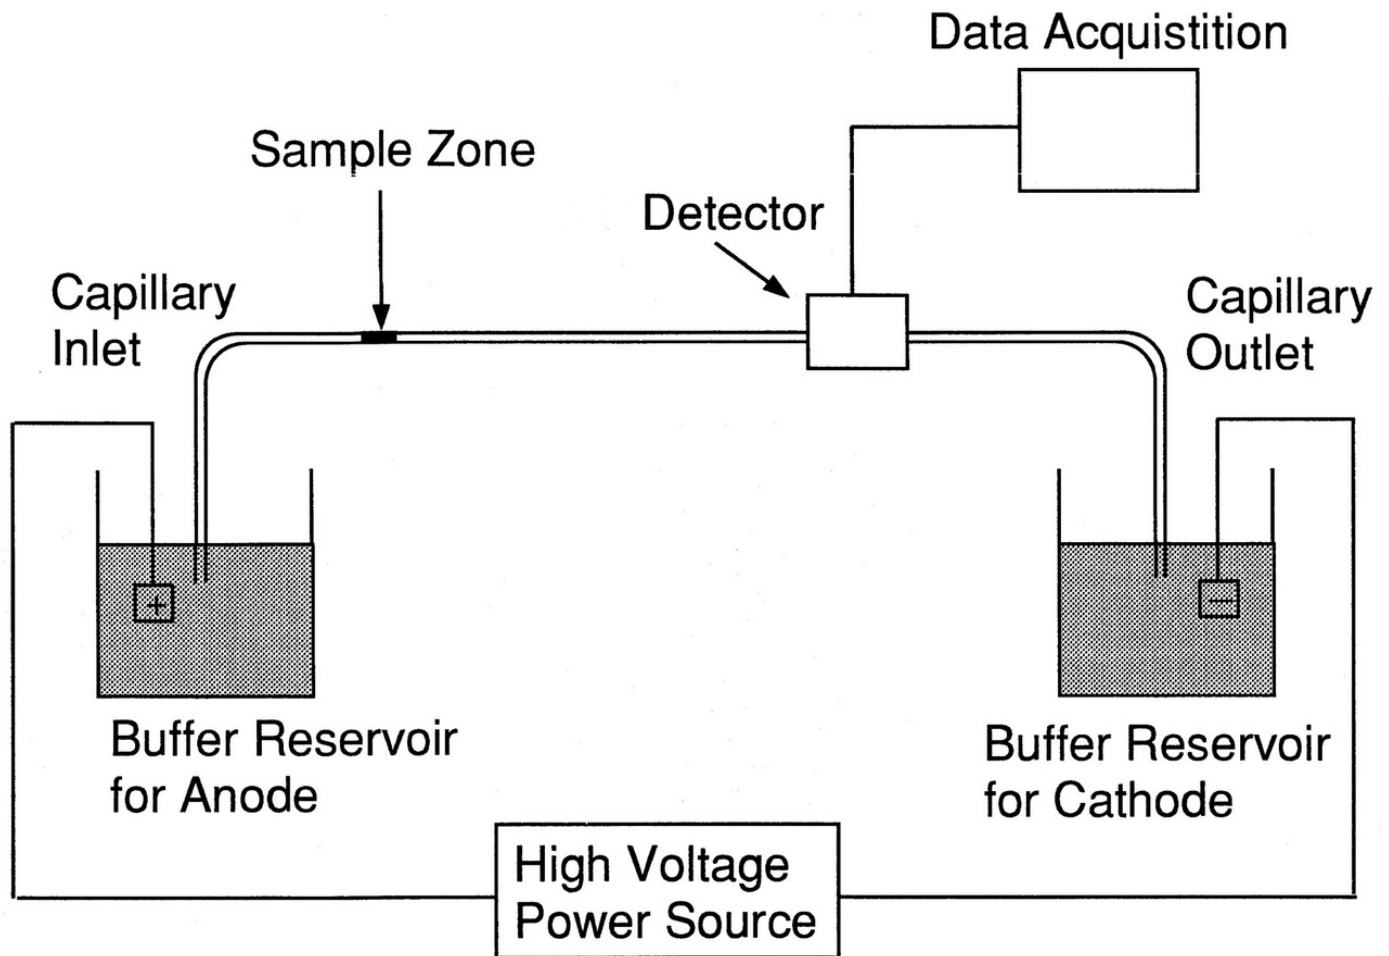 Data Acquistition
Sample Zone
Detector
Capillary
Inlet
Capillary
Outlet
+
−
Buffer Reservoir
for Anode
Buffer Reservoir
for Cathode
High Voltage
Power Source